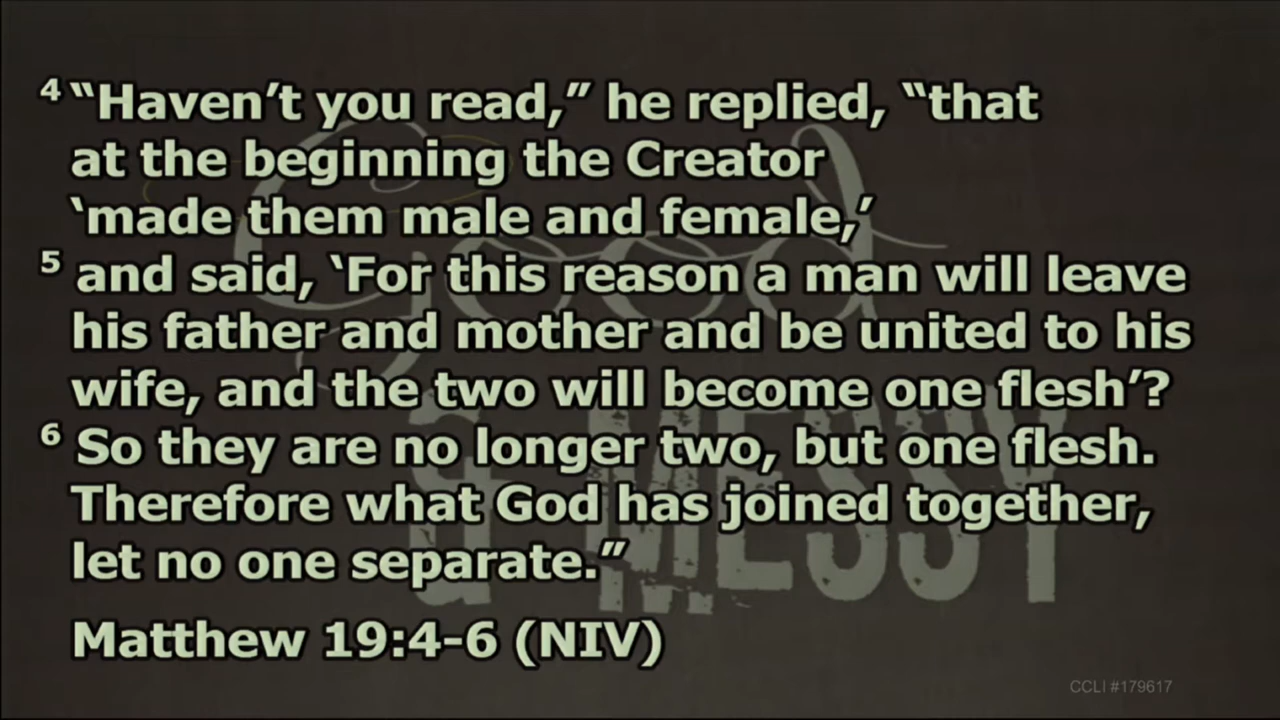 4 “Haven’t you read,” he replied, “that
at the beginning the Creator
‘made them male and female,’
5 and said, ‘For this reason a man will leave
his father and mother and be united to his
wife, and the two will become one flesh’?
6 So they are no longer two, but one flesh.
Therefore what God has joined together,
let no one separate.”
Matthew 19:4-6 (NIV)
Good
& MESSY
CCLI #179617